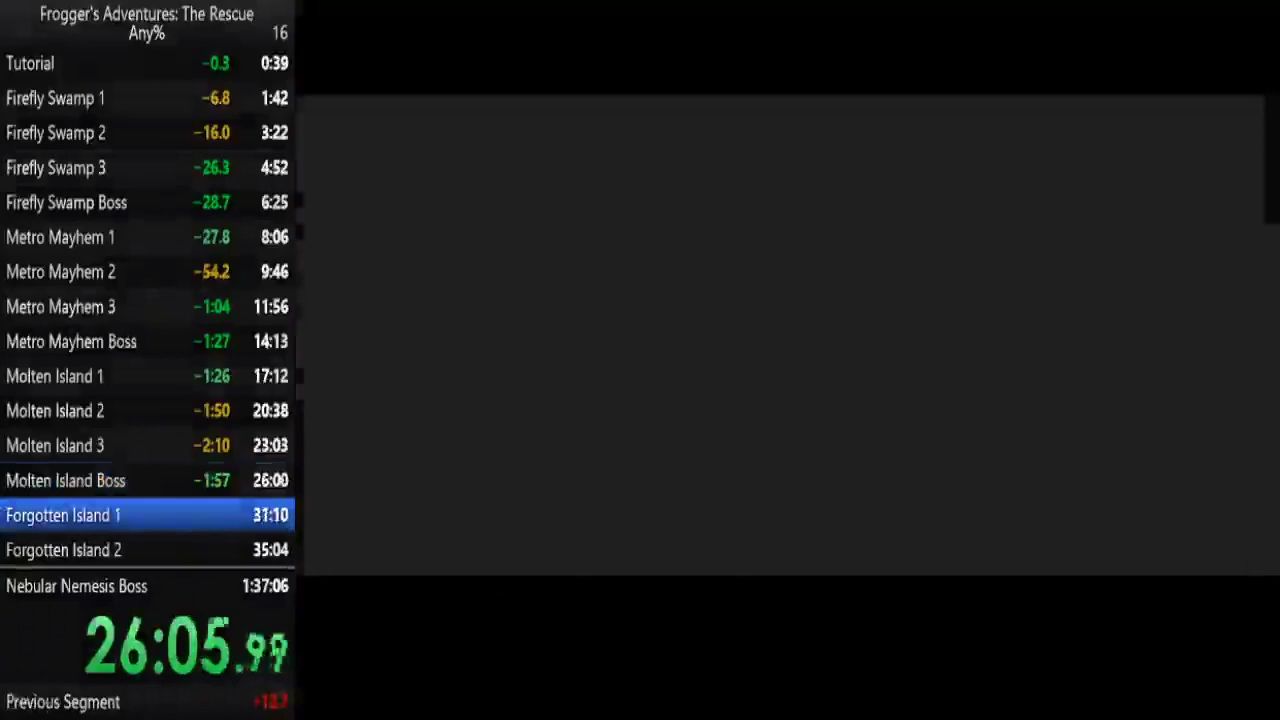 Frogger's Adventures: The Rescue
Any% 16
Tutorial -0.3 0:39
Firefly Swamp 1 -6.8 1:42
Firefly Swamp 2 -16.0 3:22
Firefly Swamp 3 -26.3 4:52
Firefly Swamp Boss -28.7 6:25
Metro Mayhem 1 -27.8 8:06
Metro Mayhem 2 -54.2 9:46
Metro Mayhem 3 -1:04 11:56
Metro Mayhem Boss -1:27 14:13
Molten Island 1 -1:26 17:12
Molten Island 2 -1:50 20:38
Molten Island 3 -2:10 23:03
Molten Island Boss -1:57 26:00
Forgotten Island 1 31:10
Forgotten Island 2 35:04
Nebular Nemesis Boss 1:37:06
26:05.99
Previous Segment +12.7